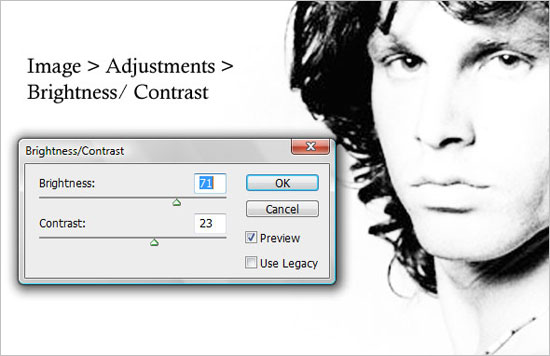 Image > Adjustments >
Brightness/ Contrast
Brightness/Contrast
Brightness: 71 OK
Cancel
Contrast: 23
Preview
Use Legacy